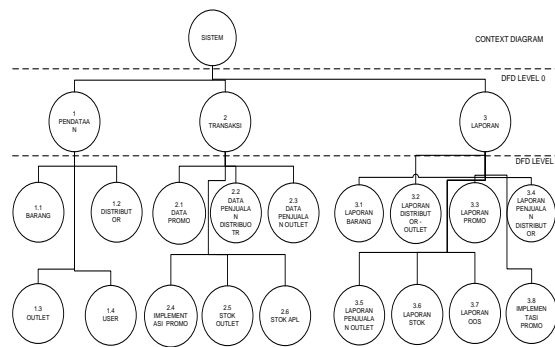 SISTEM
CONTEXT DIAGRAM
DFD LEVEL 0
1
PENDATAA
N
2
TRANSAKSI
3
LAPORAN
DFD LEVEL
1.1
BARANG
1.2
DISTRIBUT
OR
2.1
DATA
PROMO
2.2
DATA
PENJUALA
N
DISTRIBUO
TR
2.3
DATA
PENJUALA
N OUTLET
3.1
LAPORAN
BARANG
3.2
LAPORAN
DISTRIBUT
OR -
OUTLET
3.3
LAPORAN
PROMO
3.4
LAPORAN
PENJUALA
N
DISTRIBUT
OR
1.3
OUTLET
1.4
USER
2.4
IMPLEMENT
ASI PROMO
2.5
STOK
OUTLET
2.6
STOK APL
3.5
LAPORAN
PENJUALA
N OUTLET
3.6
LAPORAN
STOK
3.7
LAPORAN
OOS
3.8
IMPLEMEN
TASI
PROMO